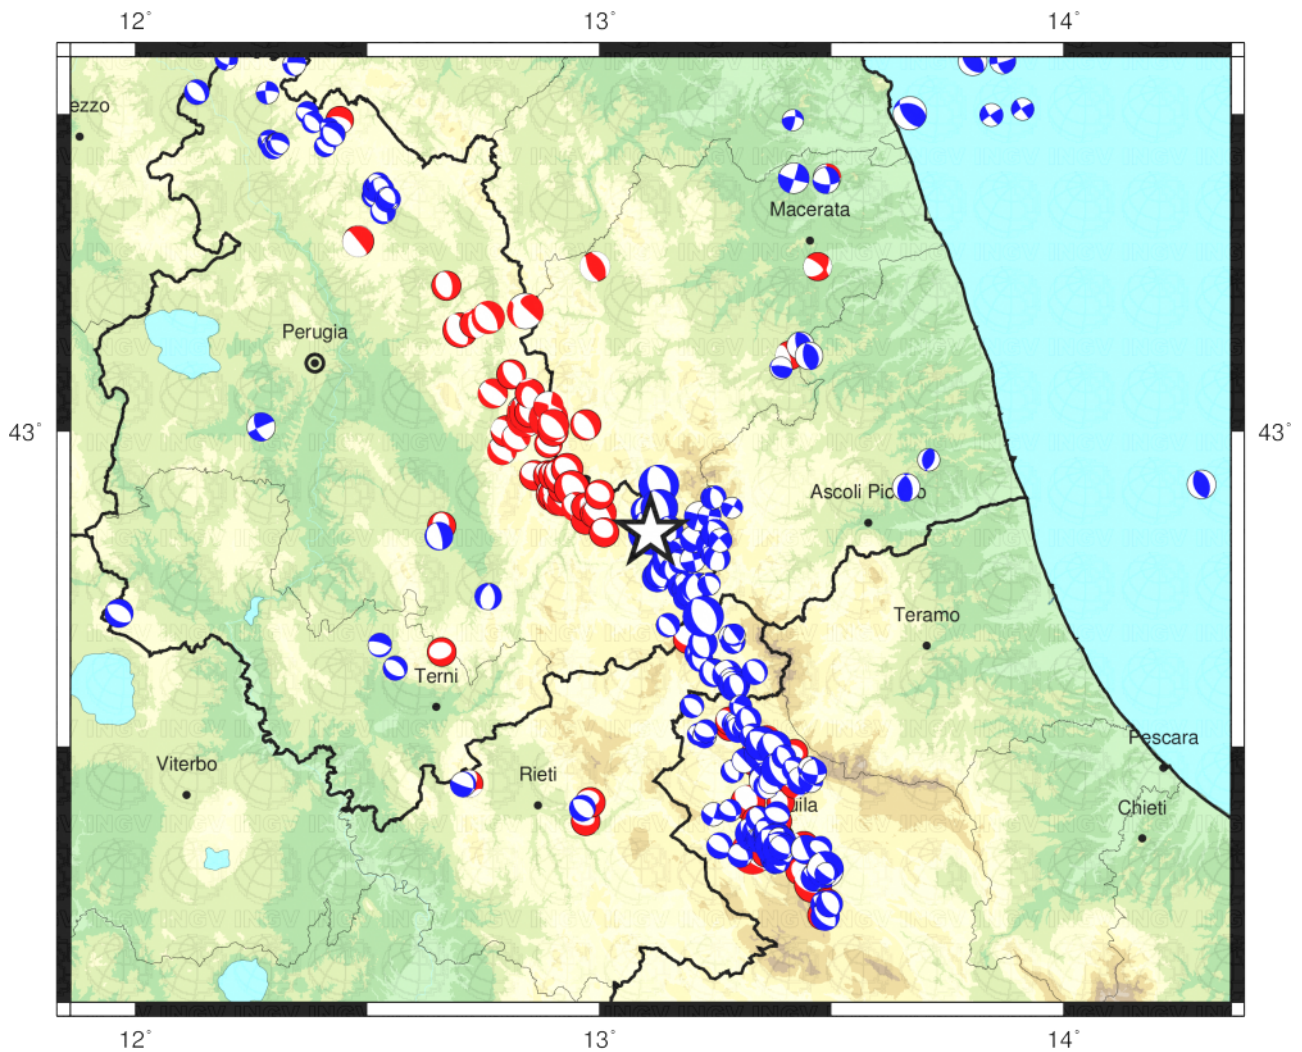 12° 13° 14°
ezzo
Macerata
Perugia
43° 43°
Ascoli Pic o
Teramo
Terni
Pescara
Viterbo
Rieti
uila
Chieti
12° 13° 14°
INGV